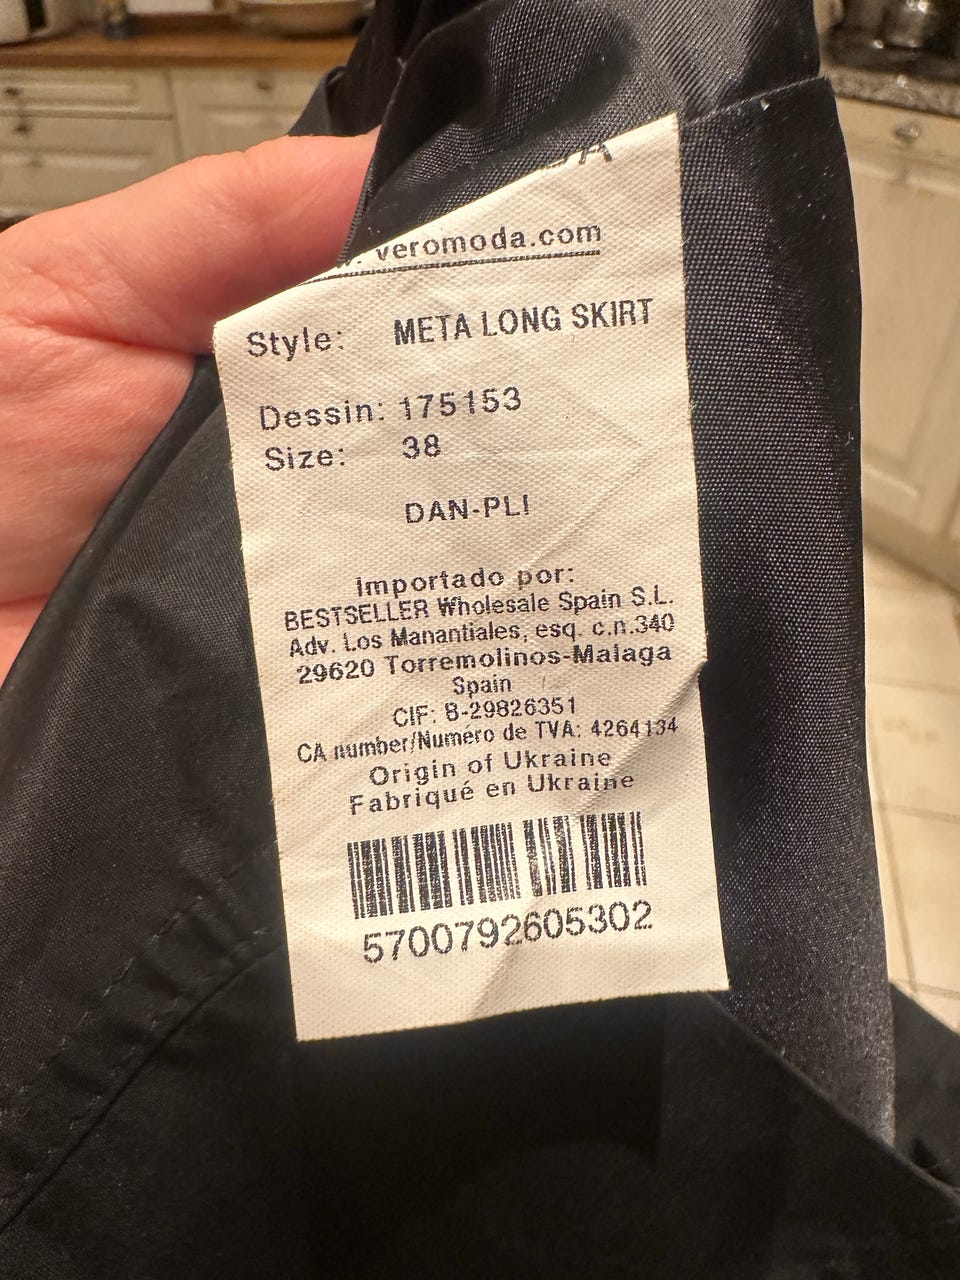 veromoda.com
Style: META LONG SKIRT
Dessin: 175153
Size: 38
DAN-PLI
Importado por:
BESTSELLER Wholesale Spain S.L.
Adv. Los Manantiales, esq. c.n.340
29620 Torremolinos-Malaga
Spain
CIF: B-29826351
CA number/Numero de TVA: 4264134
Origin of Ukraine
Fabriqué en Ukraine
5700792605302